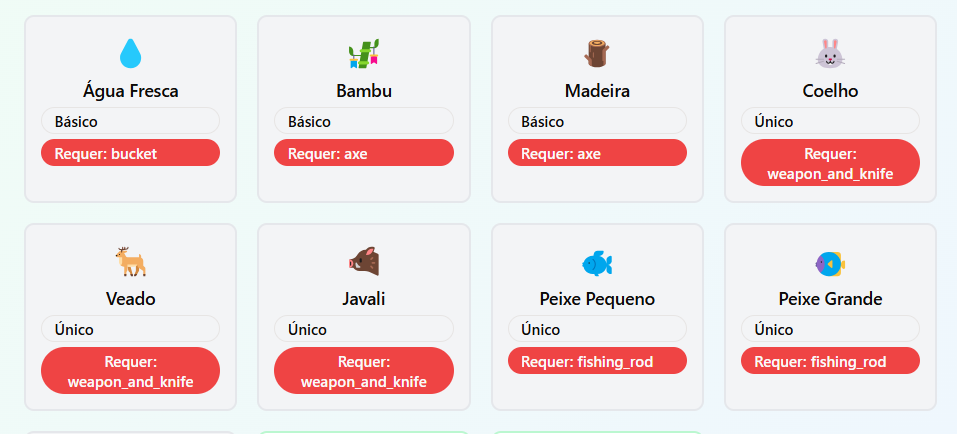 Água Fresca
Básico
Requer: bucket
Bambu
Básico
Requer: axe
Madeira
Básico
Requer: axe
Coelho
Único
Requer:
weapon_and_knife
Veado
Único
Requer:
weapon_and_knife
Javali
Único
Requer:
weapon_and_knife
Peixe Pequeno
Único
Requer: fishing_rod
Peixe Grande
Único
Requer: fishing_rod